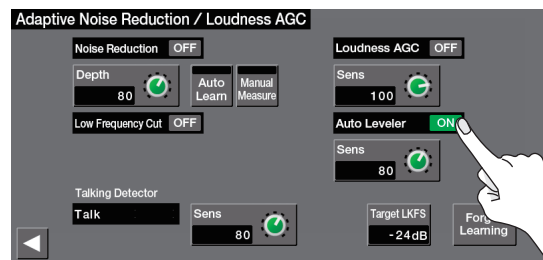 Adaptive Noise Reduction / Loudness AGC
Noise Reduction OFF
Depth
80
Auto
Learn
Manual
Measure
Low Frequency Cut OFF
Loudness AGC OFF
Sens
100
Auto Leveler ON
Sens
80
Talking Detector
Talk
Sens
80
Target LKFS
-24dB
Learning